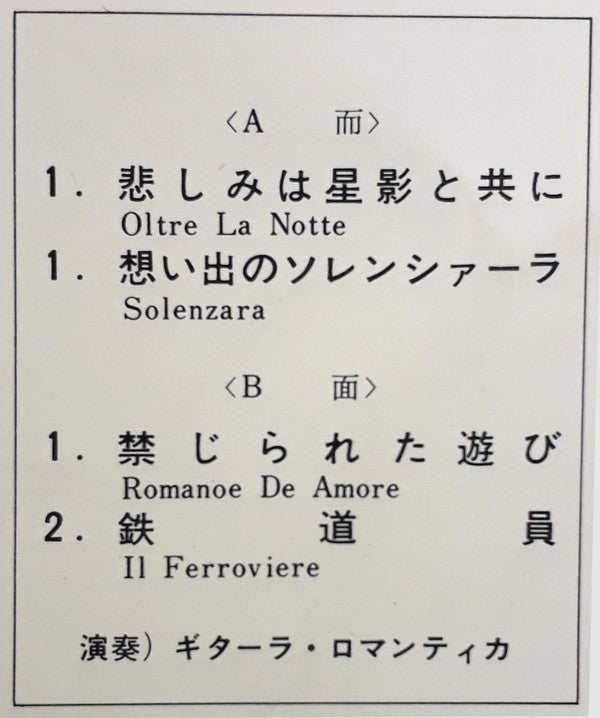 〈A 而〉
1. 悲しみは星影と共に
Oltre La Notte
1. 想い出のソレンシァーラ
Solenzara
〈B 面〉
1. 禁じられた遊び
Romanoe De Amore
2. 鉄道員
Il Ferroviere
演奏) ギターラ・ロマンティカ